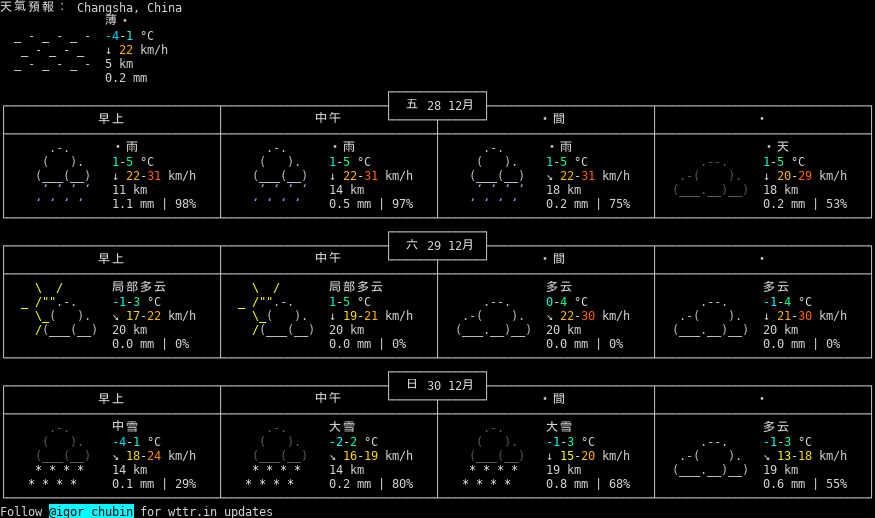 天氣預報： Changsha, China
薄・
-4-1 °C
↓ 22 km/h
5 km
0.2 mm
五 28 12月
早上 中午 ・間 ・
・雨 ・雨 ・雨 ・天
1-5 °C 1-5 °C 1-5 °C 1-5 °C
↓ 22-31 km/h ↓ 22-31 km/h ↘ 22-31 km/h ↓ 20-29 km/h
11 km 14 km 18 km 18 km
1.1 mm | 98% 0.5 mm | 97% 0.2 mm | 75% 0.2 mm | 53%
六 29 12月
早上 中午 ・間 ・
局部多云 局部多云 多云 多云
-1-3 °C 1-5 °C 0-4 °C -1-4 °C
↘ 17-22 km/h ↓ 19-21 km/h ↘ 22-30 km/h ↓ 21-30 km/h
20 km 20 km 20 km 20 km
0.0 mm | 0% 0.0 mm | 0% 0.0 mm | 0% 0.0 mm | 0%
日 30 12月
早上 中午 ・間 ・
中雪 大雪 大雪 多云
-4-1 °C -2-2 °C -1-3 °C -1-3 °C
↘ 18-24 km/h ↘ 16-19 km/h ↓ 15-20 km/h ↘ 13-18 km/h
14 km 14 km 19 km 19 km
0.1 mm | 29% 0.2 mm | 80% 0.8 mm | 68% 0.6 mm | 55%
Follow @igor_chubin for wttr.in updates